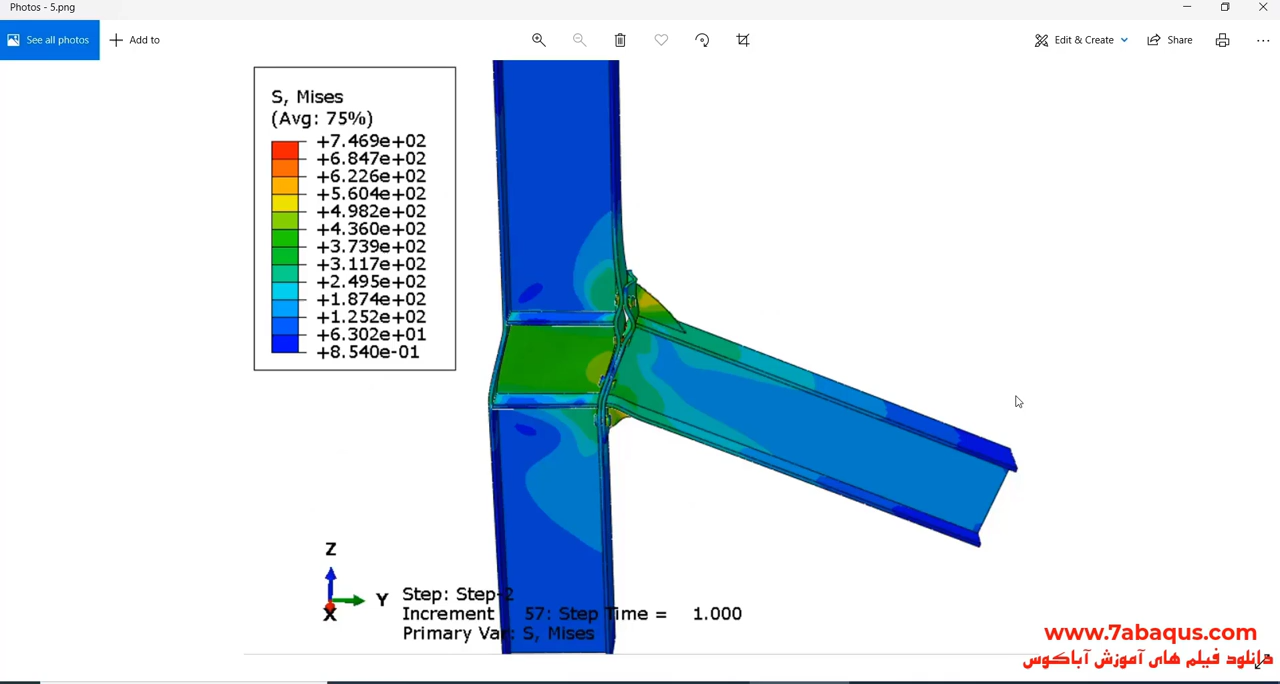 Photos - 5.png
See all photos
Add to
Edit & Create
Share
S, Mises
(Avg: 75%)
+7.469e+02
+6.847e+02
+6.226e+02
+5.604e+02
+4.982e+02
+4.360e+02
+3.739e+02
+3.117e+02
+2.495e+02
+1.874e+02
+1.252e+02
+6.302e+01
+8.540e-01
Z
Y
X
Step: Step-2
Increment 57: Step Time = 1.000
Primary Var: S, Mises
www.7abaqus.com
دانلود فیلم های آموزش آباکوس